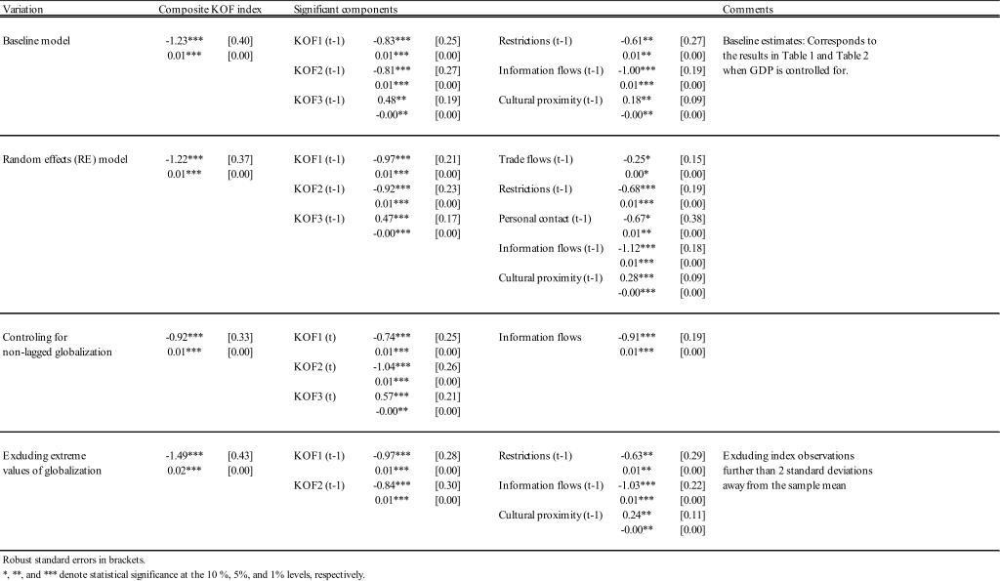 Variation Composite KOF index Significant components Comments
Baseline model -1.23*** [0.40] KOF1 (t-1) -0.83*** [0.25] Restrictions (t-1) -0.61** [0.27] Baseline estimates: Corresponds to
0.01*** [0.00] 0.01*** [0.00] 0.01** [0.00] the results in Table 1 and Table 2
KOF2 (t-1) -0.81*** [0.27] Information flows (t-1) -1.00*** [0.19] when GDP is controlled for.
0.01*** [0.00] 0.01*** [0.00]
KOF3 (t-1) 0.48** [0.19] Cultural proximity (t-1) 0.18** [0.09]
-0.00** [0.00] -0.00** [0.00]
Random effects (RE) model -1.22*** [0.37] KOF1 (t-1) -0.97*** [0.21] Trade flows (t-1) -0.25* [0.15]
0.01*** [0.00] 0.01*** [0.00] 0.00* [0.00]
KOF2 (t-1) -0.92*** [0.23] Restrictions (t-1) -0.68*** [0.19]
0.01*** [0.00] 0.01*** [0.00]
KOF3 (t-1) 0.47*** [0.17] Personal contact (t-1) -0.67* [0.38]
-0.00*** [0.00] 0.01** [0.00]
Information flows (t-1) -1.12*** [0.18]
0.01*** [0.00]
Cultural proximity (t-1) 0.28*** [0.09]
-0.00*** [0.00]
Controling for -0.92*** [0.33] KOF1 (t) -0.74*** [0.25] Information flows -0.91*** [0.19]
non-lagged globalization 0.01*** [0.00] 0.01*** [0.00] 0.01*** [0.00]
KOF2 (t) -1.04*** [0.26]
0.01*** [0.00]
KOF3 (t) 0.57*** [0.21]
-0.00** [0.00]
Excluding extreme -1.49*** [0.43] KOF1 (t-1) -0.97*** [0.28] Restrictions (t-1) -0.63** [0.29] Excluding index observations
values of globalization 0.02*** [0.00] 0.01*** [0.00] 0.01** [0.00] further than 2 standard deviations
KOF2 (t-1) -0.84*** [0.30] Information flows (t-1) -1.03*** [0.22] away from the sample mean
0.01*** [0.00] 0.01*** [0.00]
Cultural proximity (t-1) 0.24** [0.11]
-0.00** [0.00]
Robust standard errors in brackets.
*, **, and *** denote statistical significance at the 10 %, 5%, and 1% levels, respectively.